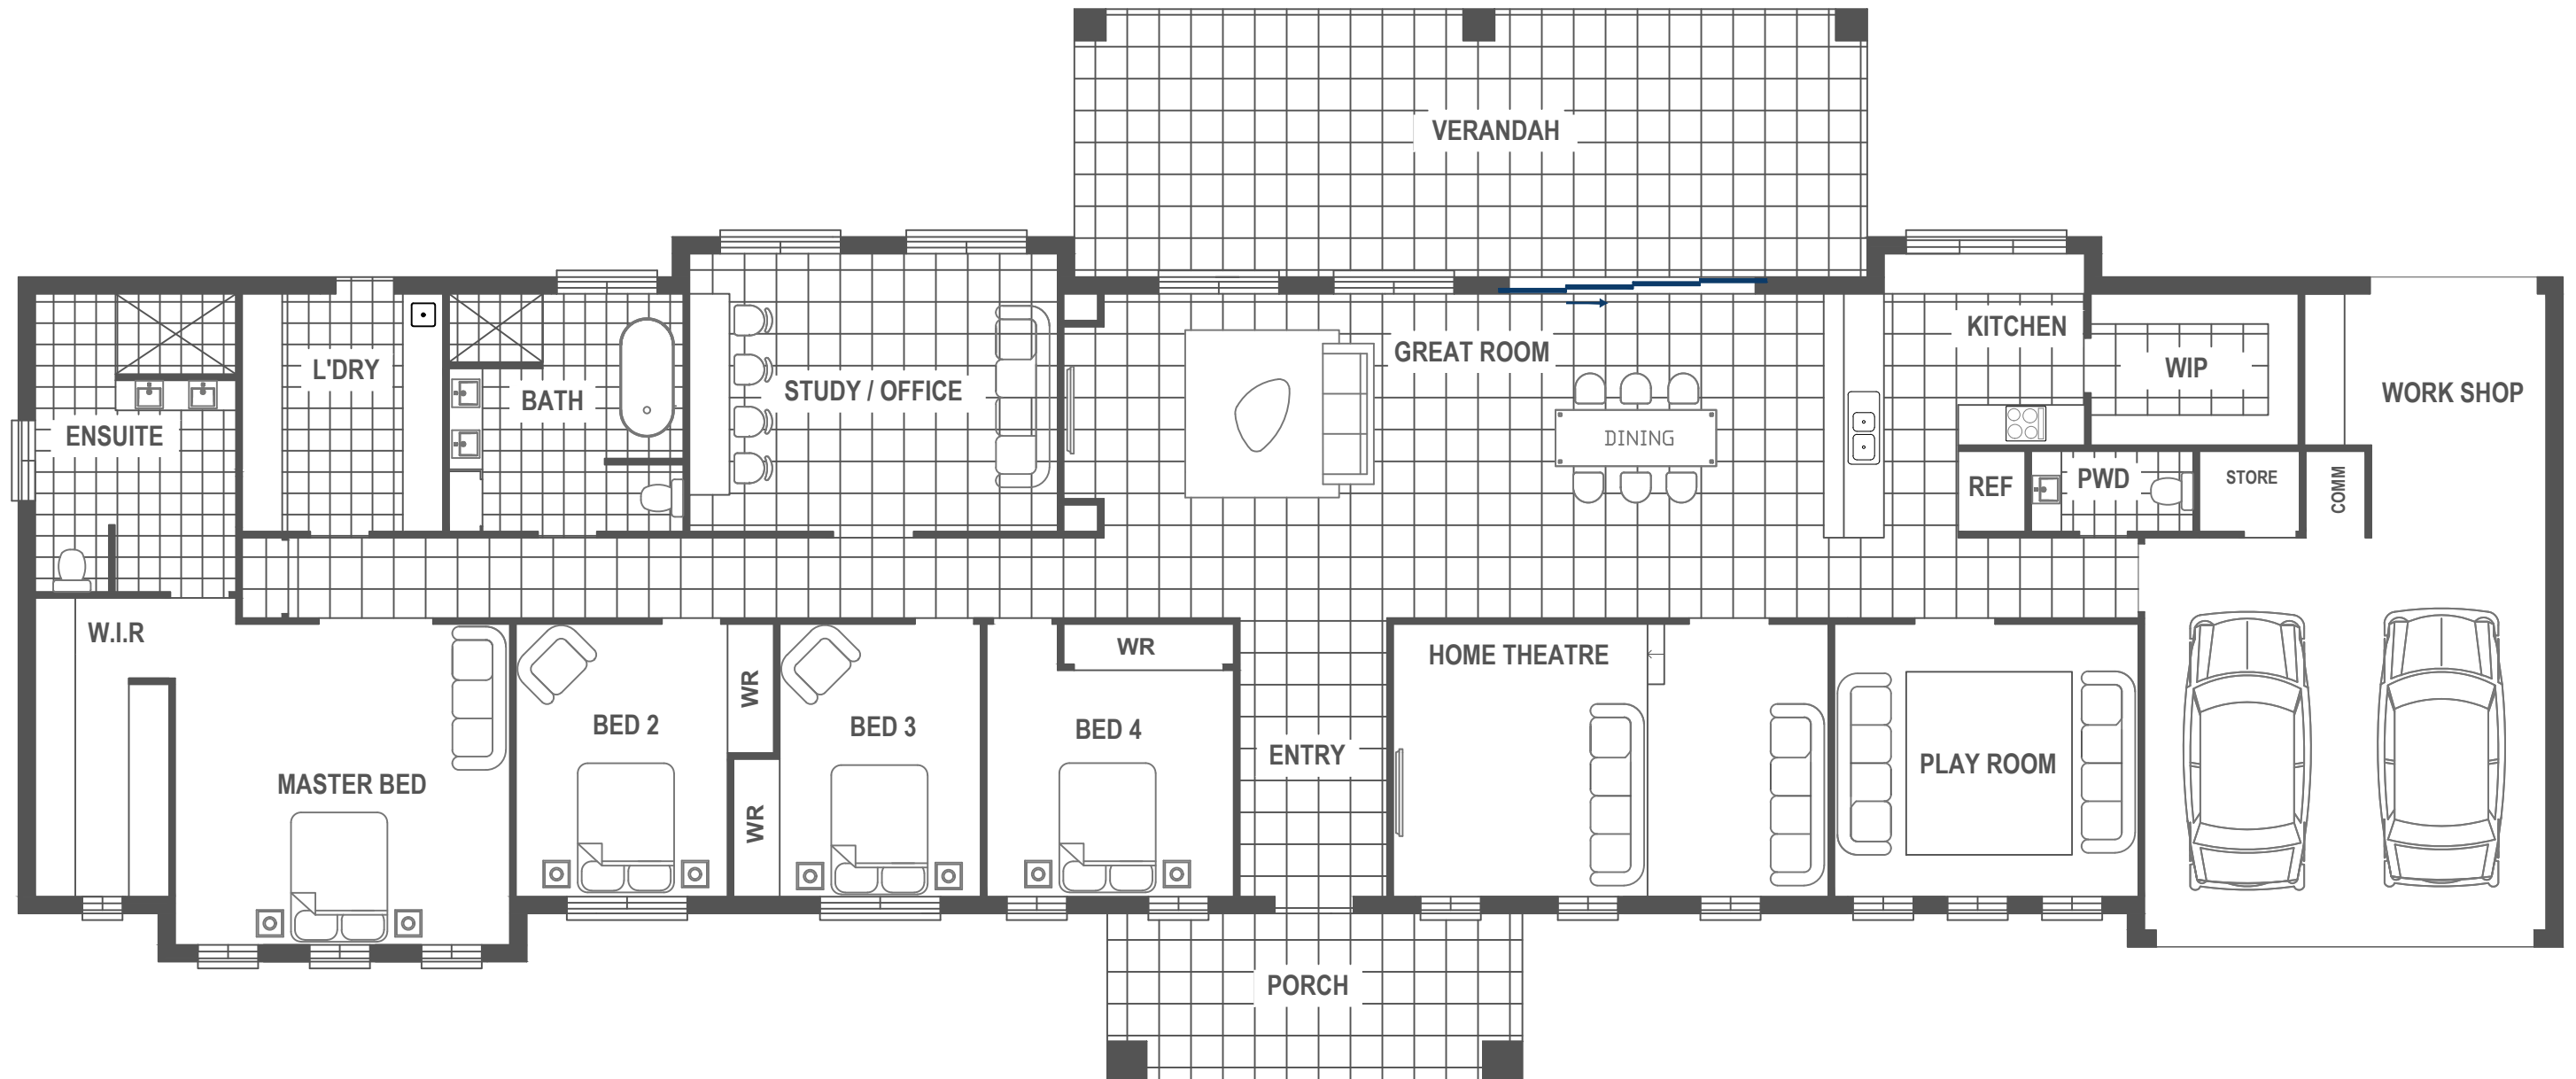 VERANDAH
KITCHEN
GREAT ROOM
L'DRY
WIP
STUDY / OFFICE
WORK SHOP
BATH
ENSUITE
DINING
PWD
STORE
REF
COMM
W.I.R
WR
HOME THEATRE
WR
BED 2
BED 3
BED 4
ENTRY
PLAY ROOM
MASTER BED
WR
PORCH